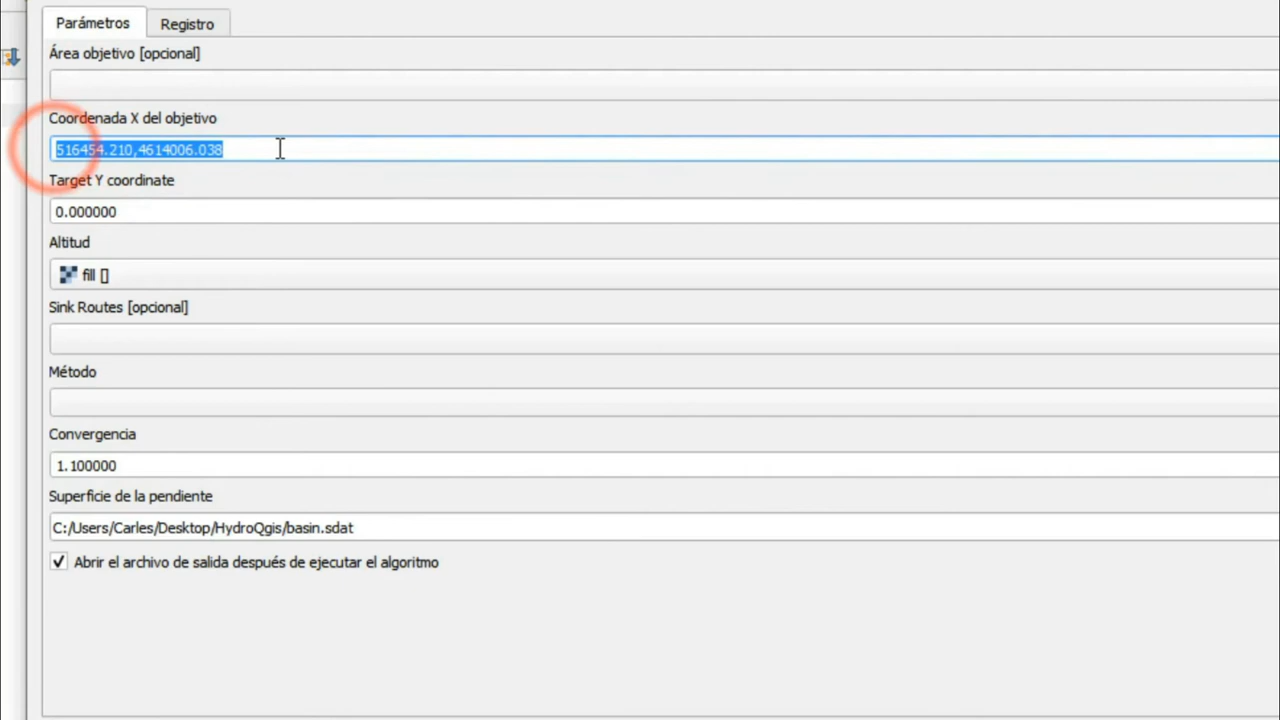 Parámetros
Registro
Área objetivo [opcional]
Coordenada X del objetivo
516454.210,4614006.038
Target Y coordinate
0.000000
Altitud
fill []
Sink Routes [opcional]
Método
Convergencia
1.100000
Superficie de la pendiente
C:/Users/Carles/Desktop/HydroQgis/basin.sdat
Abrir el archivo de salida después de ejecutar el algoritmo